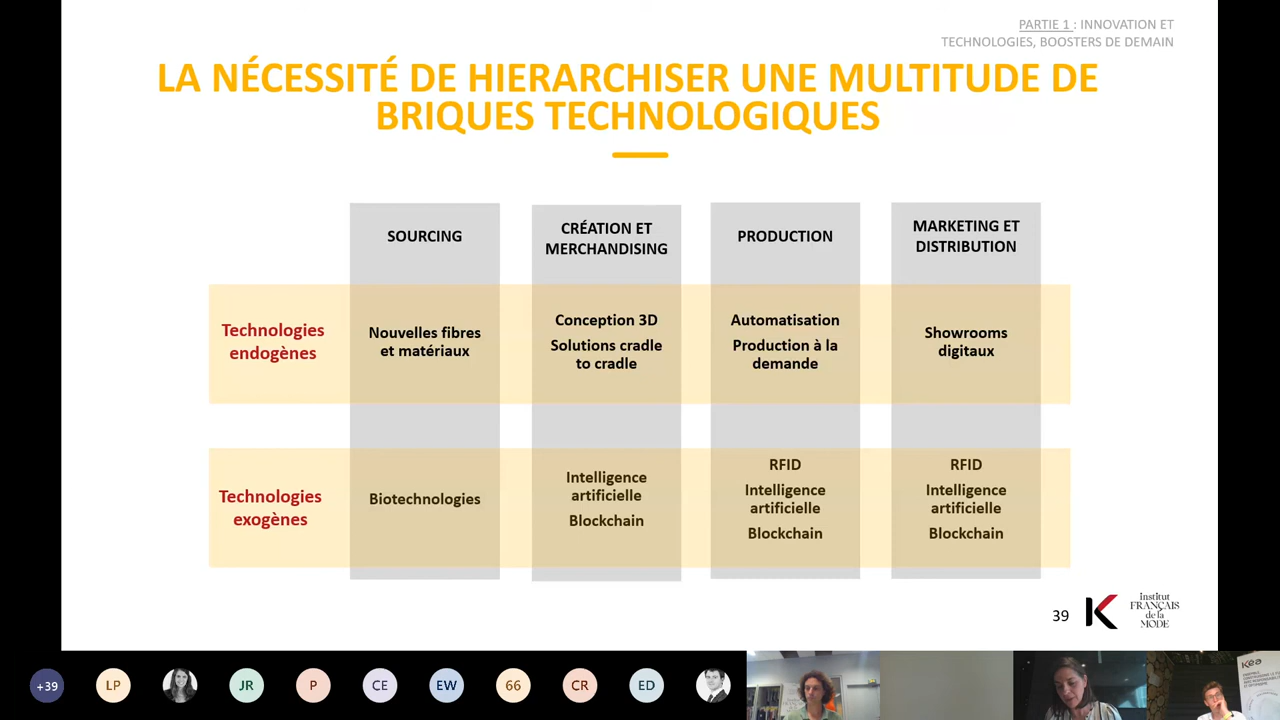 PARTIE 1 : INNOVATION ET
TECHNOLOGIES, BOOSTERS DE DEMAIN
LA NÉCESSITÉ DE HIERARCHISER UNE MULTITUDE DE
BRIQUES TECHNOLOGIQUES
SOURCING
CRÉATION ET
MERCHANDISING
PRODUCTION
MARKETING ET
DISTRIBUTION
Technologies
endogènes
Nouvelles fibres
et matériaux
Conception 3D
Solutions cradle
to cradle
Automatisation
Production à la
demande
Showrooms
digitaux
Technologies
exogènes
Biotechnologies
Intelligence
artificielle
Blockchain
RFID
Intelligence
artificielle
Blockchain
RFID
Intelligence
artificielle
Blockchain
39
K
Institut
FRANÇAIS
de la
MODE
+39
LP
JR
P
CE
EW
66
CR
ED
Kéa